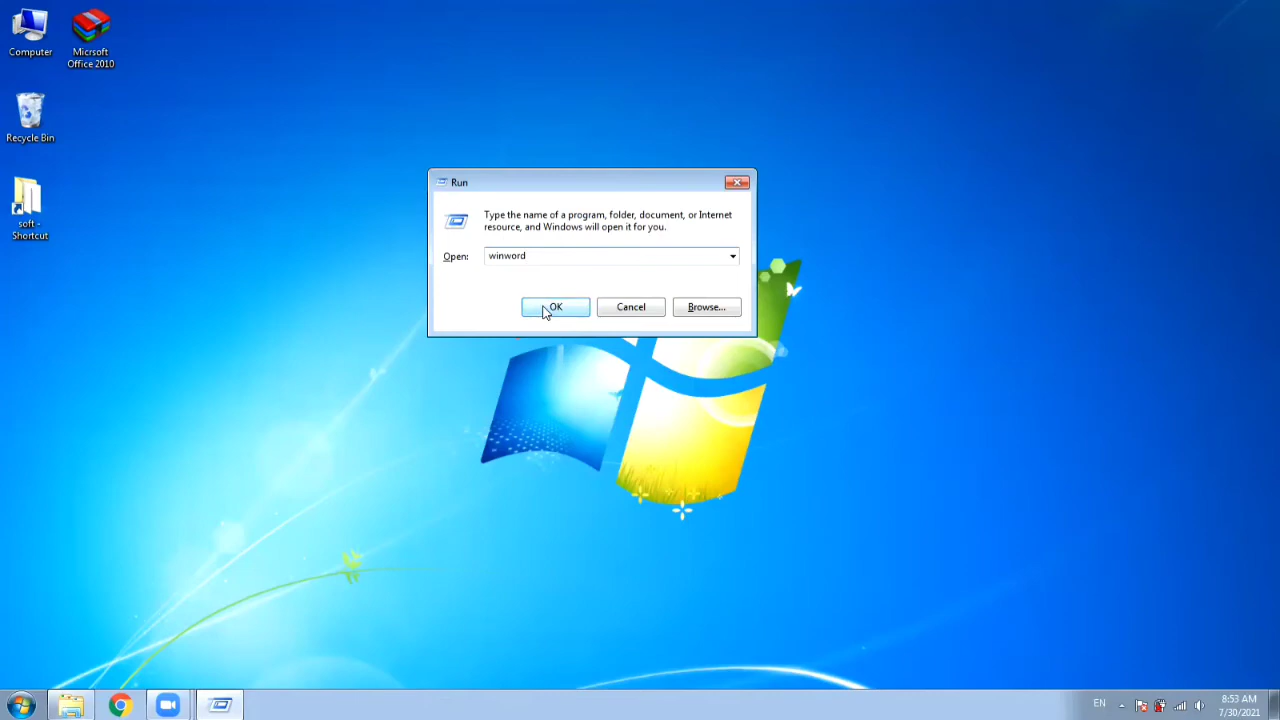 Computer
Micrsoft
Office 2010
Recycle Bin
soft -
Shortcut
Run
Type the name of a program, folder, document, or Internet
resource, and Windows will open it for you.
Open:
winword
OK
Cancel
Browse...
EN
8:53 AM
7/30/2021